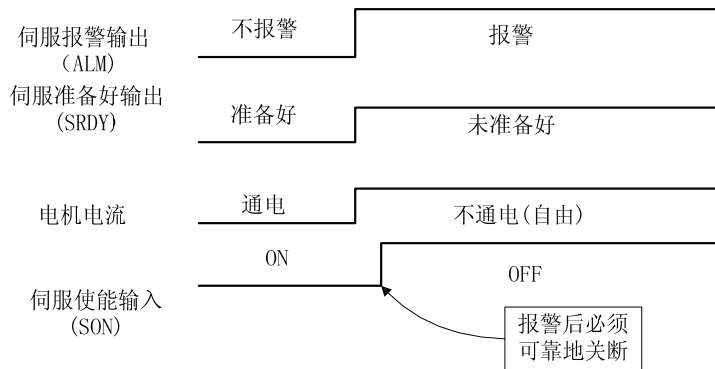 伺服报警输出
(ALM)
不报警
报警
伺服准备好输出
(SRDY)
准备好
未准备好
电机电流
通电
不通电(自由)
伺服使能输入
(SON)
ON
OFF
报警后必须
可靠地关断